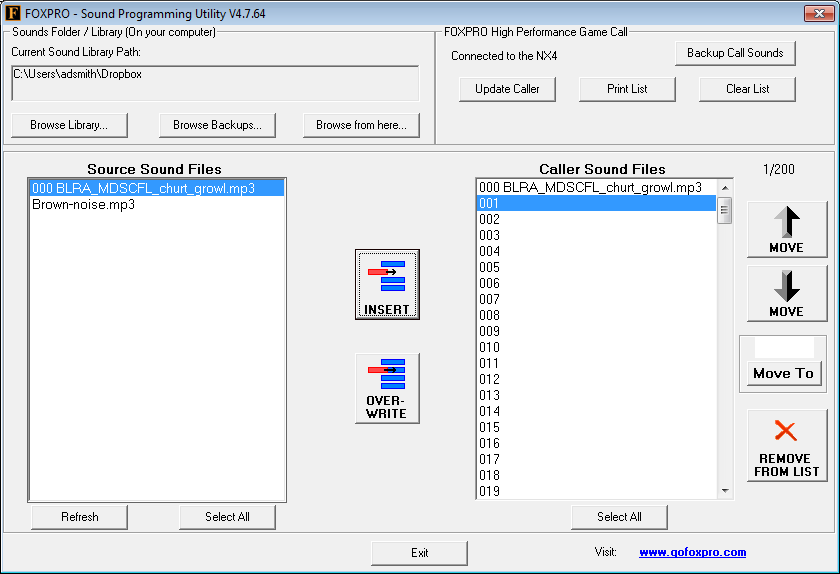 FOXPRO - Sound Programming Utility V4.7.64
Sounds Folder / Library (On your computer)
Current Sound Library Path:
C:\Users\adsmith\Dropbox
Browse Library...
Browse Backups...
Browse from here...
FOXPRO High Performance Game Call
Connected to the NX4
Backup Call Sounds
Update Caller
Print List
Clear List
Source Sound Files
000 BLRA_MDSCFL_churt_growl.mp3
Brown-noise.mp3
Refresh
Select All
INSERT
OVER-
WRITE
Caller Sound Files
1/200
000 BLRA_MDSCFL_churt_growl.mp3
001
002
003
004
005
006
007
008
009
010
011
012
013
014
015
016
017
018
019
Select All
MOVE
MOVE
Move To
REMOVE
FROM LIST
Exit
Visit:
www.gofoxpro.com